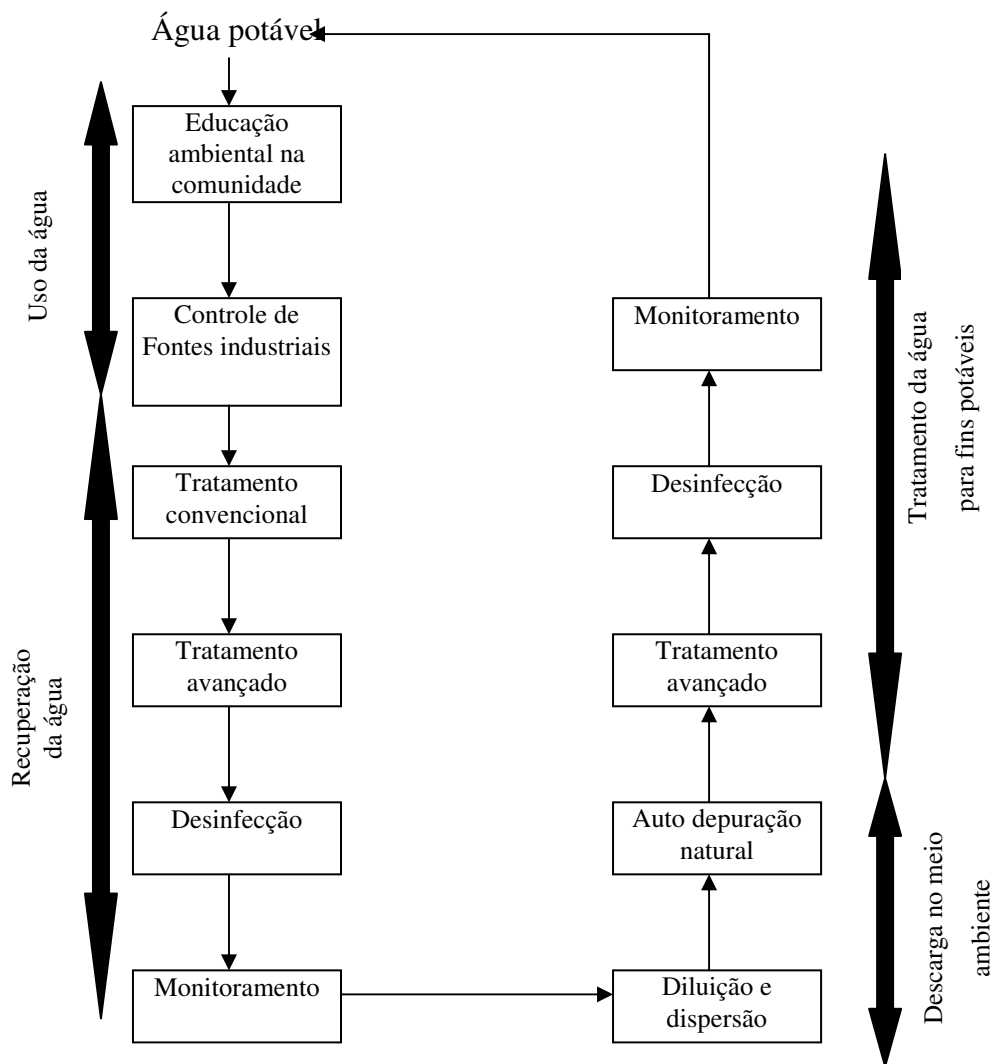 Água potável
Educação
ambiental na
comunidade
Controle de
Fontes industriais
Tratamento
convencional
Tratamento
avançado
Desinfecção
Monitoramento
Uso da água
Recuperação
da água
Monitoramento
Desinfecção
Tratamento
avançado
Auto depuração
natural
Diluição e
dispersão
Tratamento da água
para fins potáveis
Descarga no meio
ambiente